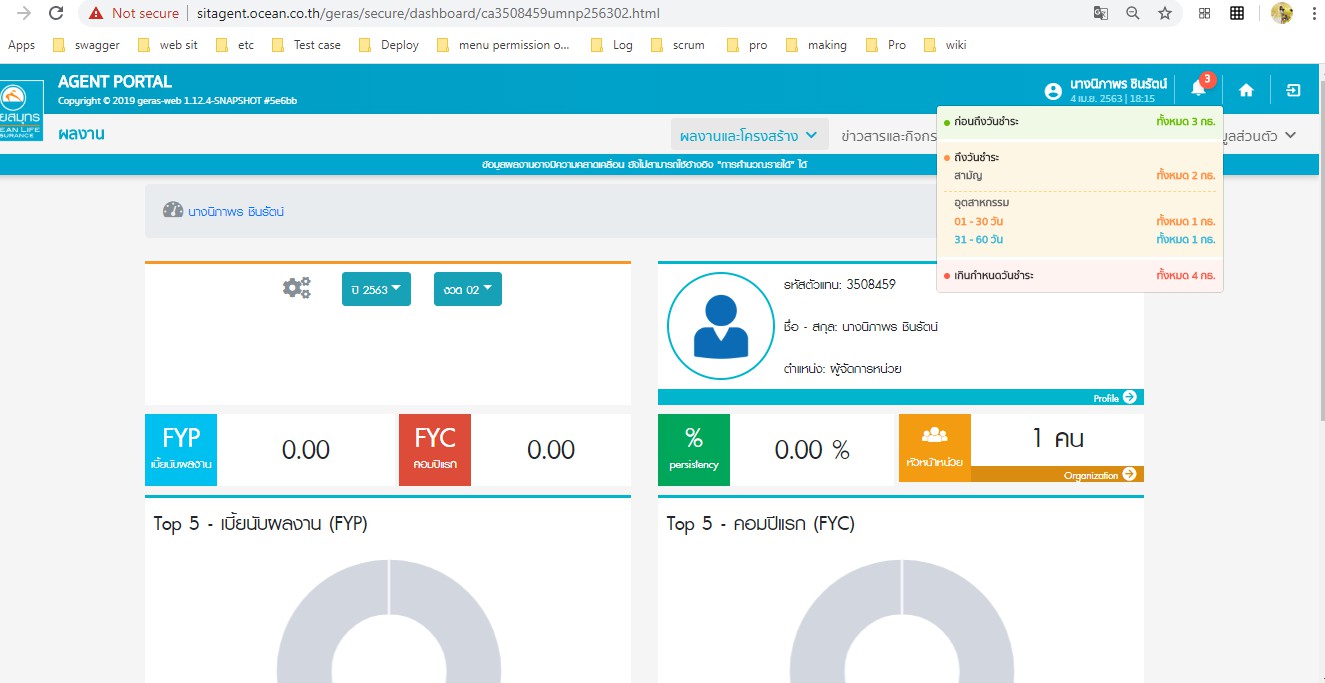 Not secure
sitagent.ocean.co.th/geras/secure/dashboard/ca3508459umnp256302.html
Apps swagger web sit etc Test case Deploy menu permission o... Log scrum pro making Pro wiki
AGENT PORTAL
Copyright © 2019 geras-web 1.12.4-SNAPSHOT #5e6bb
นางนิภาพร ชินรัตน์
4 เม.ย. 2563 | 18:15
3
ยสมุทร
EAN LIFE
SURANCE
ผลงาน
ผลงานและโครงสร้าง
ข่าวสารและกิจกร
มูลส่วนตัว
ข้อมูลผลงานอาจมีความคลาดเคลื่อน ยังไม่สามารถใช้อ้างอิง "การคำนวณรายได้" ได้
ก่อนถึงวันชำระ ทั้งหมด 3 กธ.
ถึงวันชำระ
สามัญ ทั้งหมด 2 กธ.
อุตสาหกรรม
01 - 30 วัน ทั้งหมด 1 กธ.
31 - 60 วัน ทั้งหมด 1 กธ.
เกินกำหนดวันชำระ ทั้งหมด 4 กธ.
นางนิภาพร ชินรัตน์
ปี 2563
งวด 02
รหัสตัวแทน: 3508459
ชื่อ - สกุล: นางนิภาพร ชินรัตน์
ตำแหน่ง: ผู้จัดการหน่วย
Profile
FYP
เบี้ยนับผลงาน
0.00
FYC
คอมปีแรก
0.00
%
persistency
0.00 %
หัวหน้าหน่วย
1 คน
Organization
Top 5 - เบี้ยนับผลงาน (FYP)
Top 5 - คอมปีแรก (FYC)